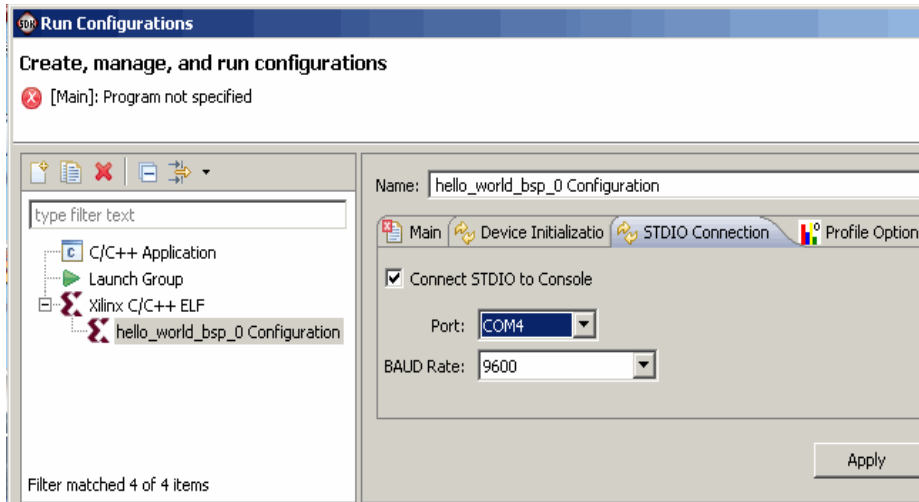 SDK Run Configurations
Create, manage, and run configurations
[Main]: Program not specified
type filter text
C/C++ Application
Launch Group
Xilinx C/C++ ELF
hello_world_bsp_0 Configuration
Filter matched 4 of 4 items
Name: hello_world_bsp_0 Configuration
Main Device Initializatio STDIO Connection Profile Option
Connect STDIO to Console
Port: COM4
BAUD Rate: 9600
Apply